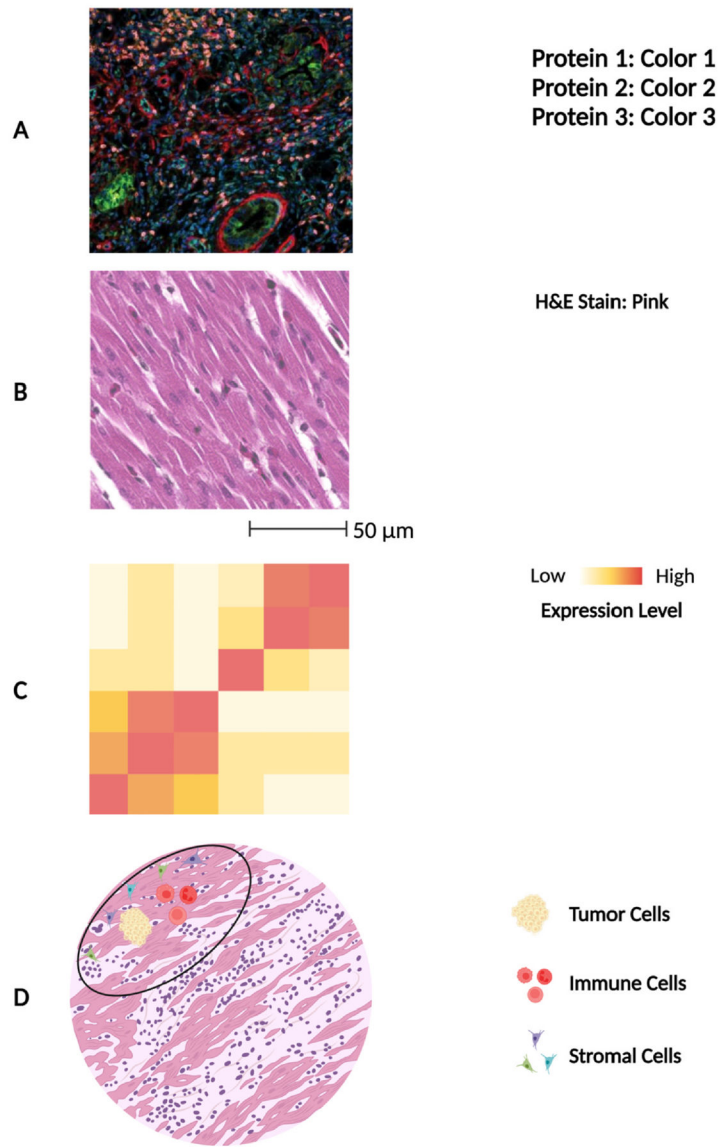 A
Protein 1: Color 1
Protein 2: Color 2
Protein 3: Color 3
B
H&E Stain: Pink
50 μm
C
Low High
Expression Level
D
Tumor Cells
Immune Cells
Stromal Cells